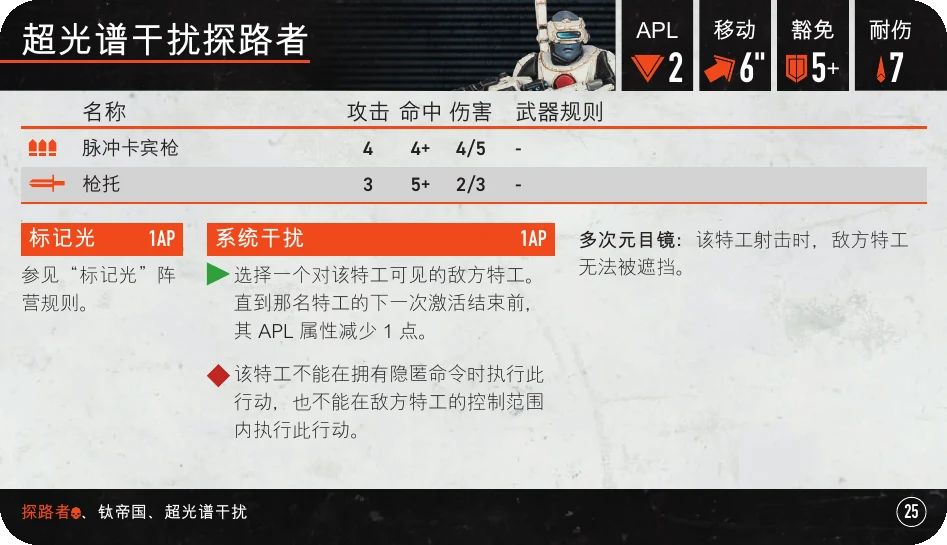 超光谱干扰探路者
APL 移动 豁免 耐伤
2 6" 5+ 7
名称 攻击 命中 伤害 武器规则
脉冲卡宾枪 4 4+ 4/5 -
枪托 3 5+ 2/3 -
标记光 1AP
参见“标记光”阵
营规则。
系统干扰 1AP
选择一个对该特工可见的敌方特工。
直到那名特工的下一次激活结束前，
其 APL 属性减少 1 点。
该特工不能在拥有隐匿命令时执行此
行动，也不能在敌方特工的控制范围
内执行此行动。
多次元目镜：该特工射击时，敌方特工
无法被遮挡。
探路者、钛帝国、超光谱干扰
25